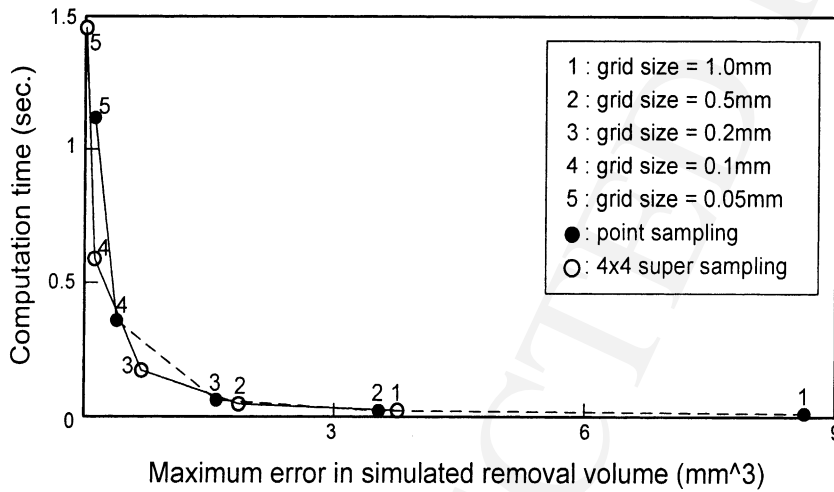 1.5
1
0.5
0
3
6
9
Computation time (sec.)
Maximum error in simulated removal volume (mm^3)
1 : grid size = 1.0mm
2 : grid size = 0.5mm
3 : grid size = 0.2mm
4 : grid size = 0.1mm
5 : grid size = 0.05mm
: point sampling
: 4x4 super sampling
5
5
4
4
3
3
2
2
1
1
CTED